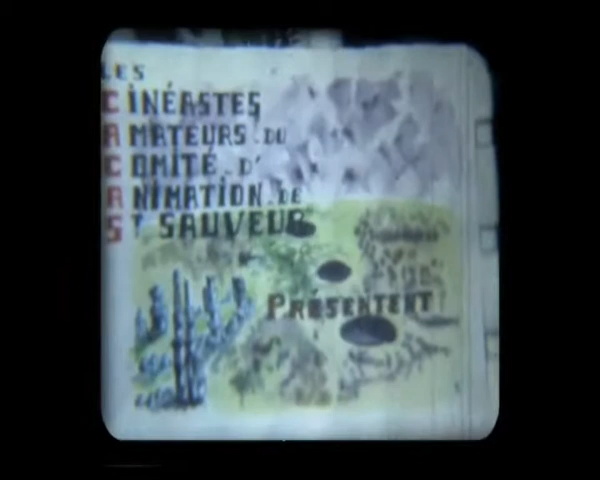 LES
CINÉASTES
AMATEURS DU
COMITÉ D'
ANIMATION DE
ST SAUVEUR
PRÉSENTENT